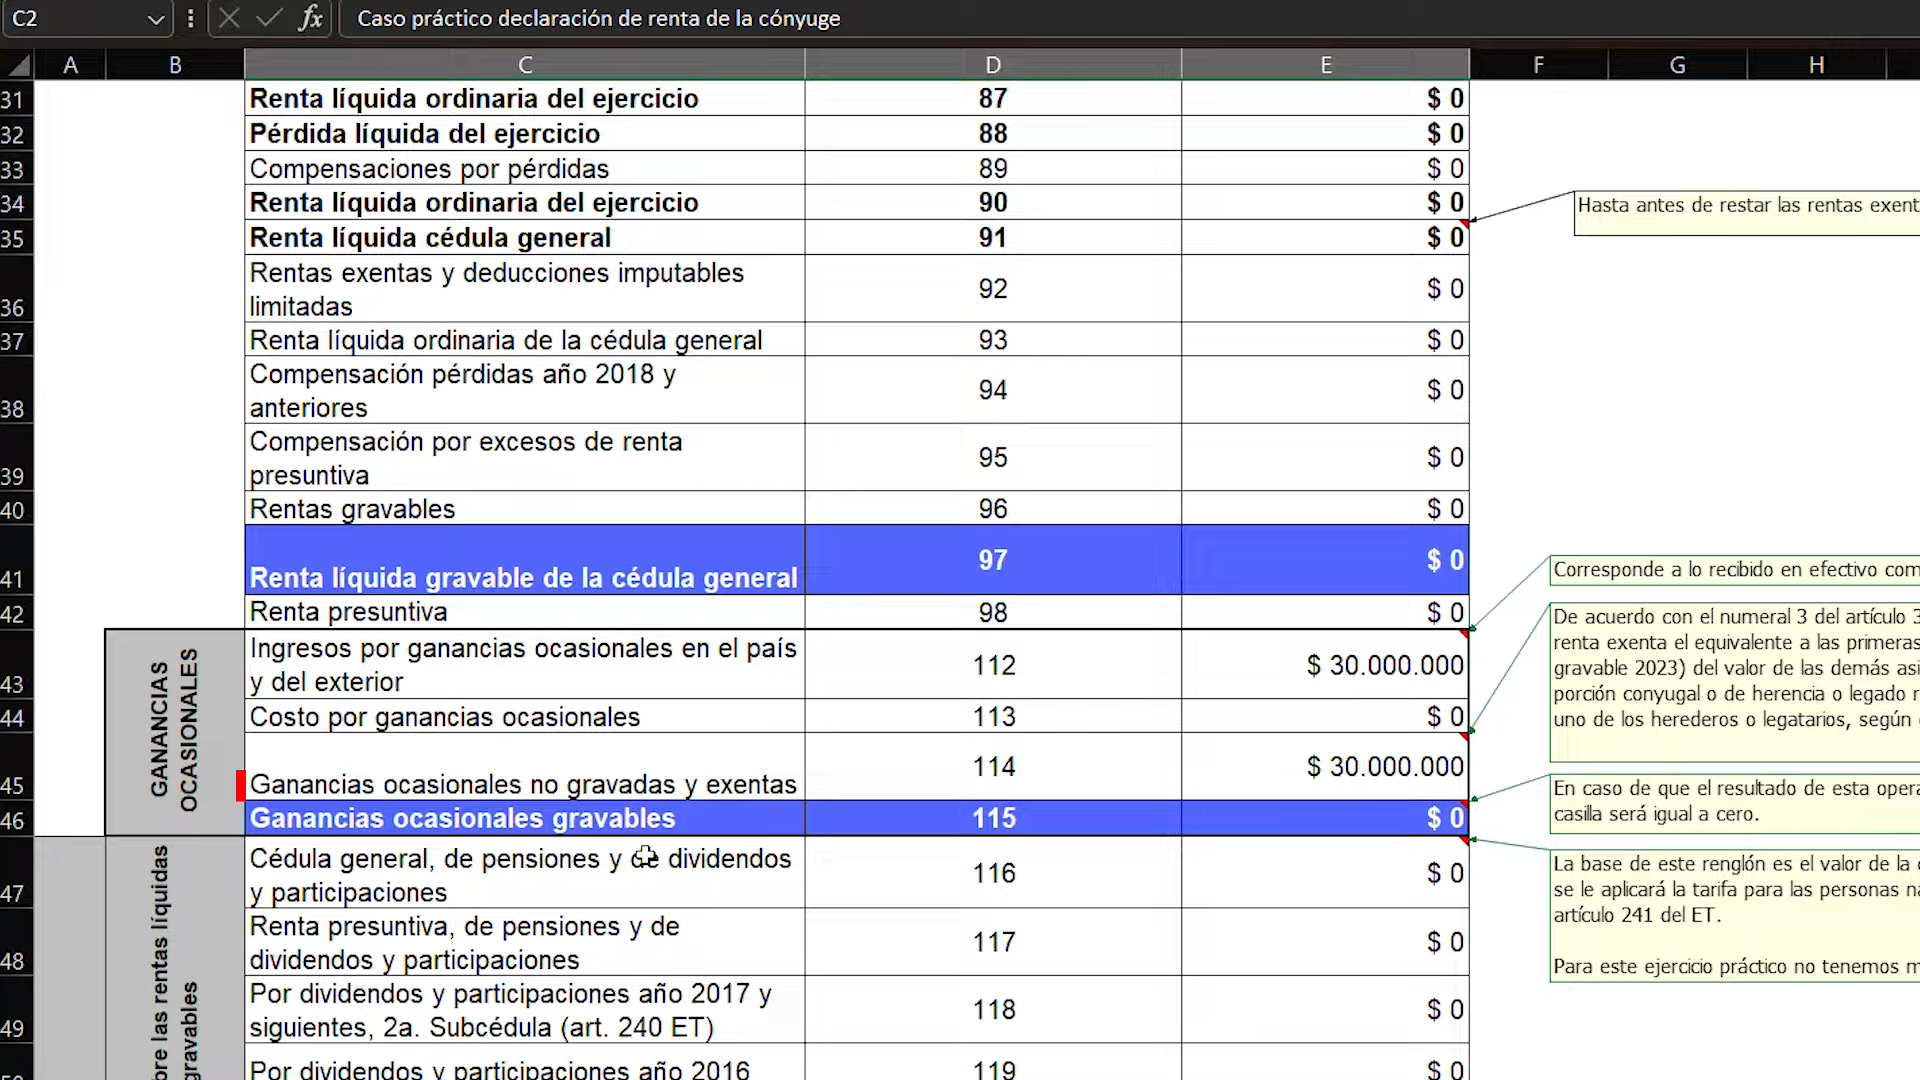 C2
fx
Caso práctico declaración de renta de la cónyuge
A B C D E F G H
31 Renta líquida ordinaria del ejercicio 87 $ 0
32 Pérdida líquida del ejercicio 88 $ 0
33 Compensaciones por pérdidas 89 $ 0
34 Renta líquida ordinaria del ejercicio 90 $ 0
Hasta antes de restar las rentas exent
35 Renta líquida cédula general 91 $ 0
Rentas exentas y deducciones imputables
limitadas
36 92 $ 0
37 Renta líquida ordinaria de la cédula general 93 $ 0
Compensación pérdidas año 2018 y
anteriores
38 94 $ 0
Compensación por excesos de renta
presuntiva
39 95 $ 0
40 Rentas gravables 96 $ 0
41 Renta líquida gravable de la cédula general 97 $ 0
Corresponde a lo recibido en efectivo com
42 Renta presuntiva 98 $ 0
GANANCIAS
OCASIONALES
Ingresos por ganancias ocasionales en el país
y del exterior
43 112 $ 30.000.000
De acuerdo con el numeral 3 del artículo 3
renta exenta el equivalente a las primeras
gravable 2023) del valor de las demás asi
porción conyugal o de herencia o legado r
uno de los herederos o legatarios, según
44 Costo por ganancias ocasionales 113 $ 0
45 Ganancias ocasionales no gravadas y exentas 114 $ 30.000.000
En caso de que el resultado de esta opera
casilla será igual a cero.
46 Ganancias ocasionales gravables 115 $ 0
bre las rentas líquidas
gravables
Cédula general, de pensiones y de dividendos
y participaciones
47 116 $ 0
La base de este renglón es el valor de la
se le aplicará la tarifa para las personas na
artículo 241 del ET.
Para este ejercicio práctico no tenemos m
Renta presuntiva, de pensiones y de
dividendos y participaciones
48 117 $ 0
Por dividendos y participaciones año 2017 y
siguientes, 2a. Subcédula (art. 240 ET)
49 118 $ 0
Por dividendos y participaciones año 2016
119 $ 0